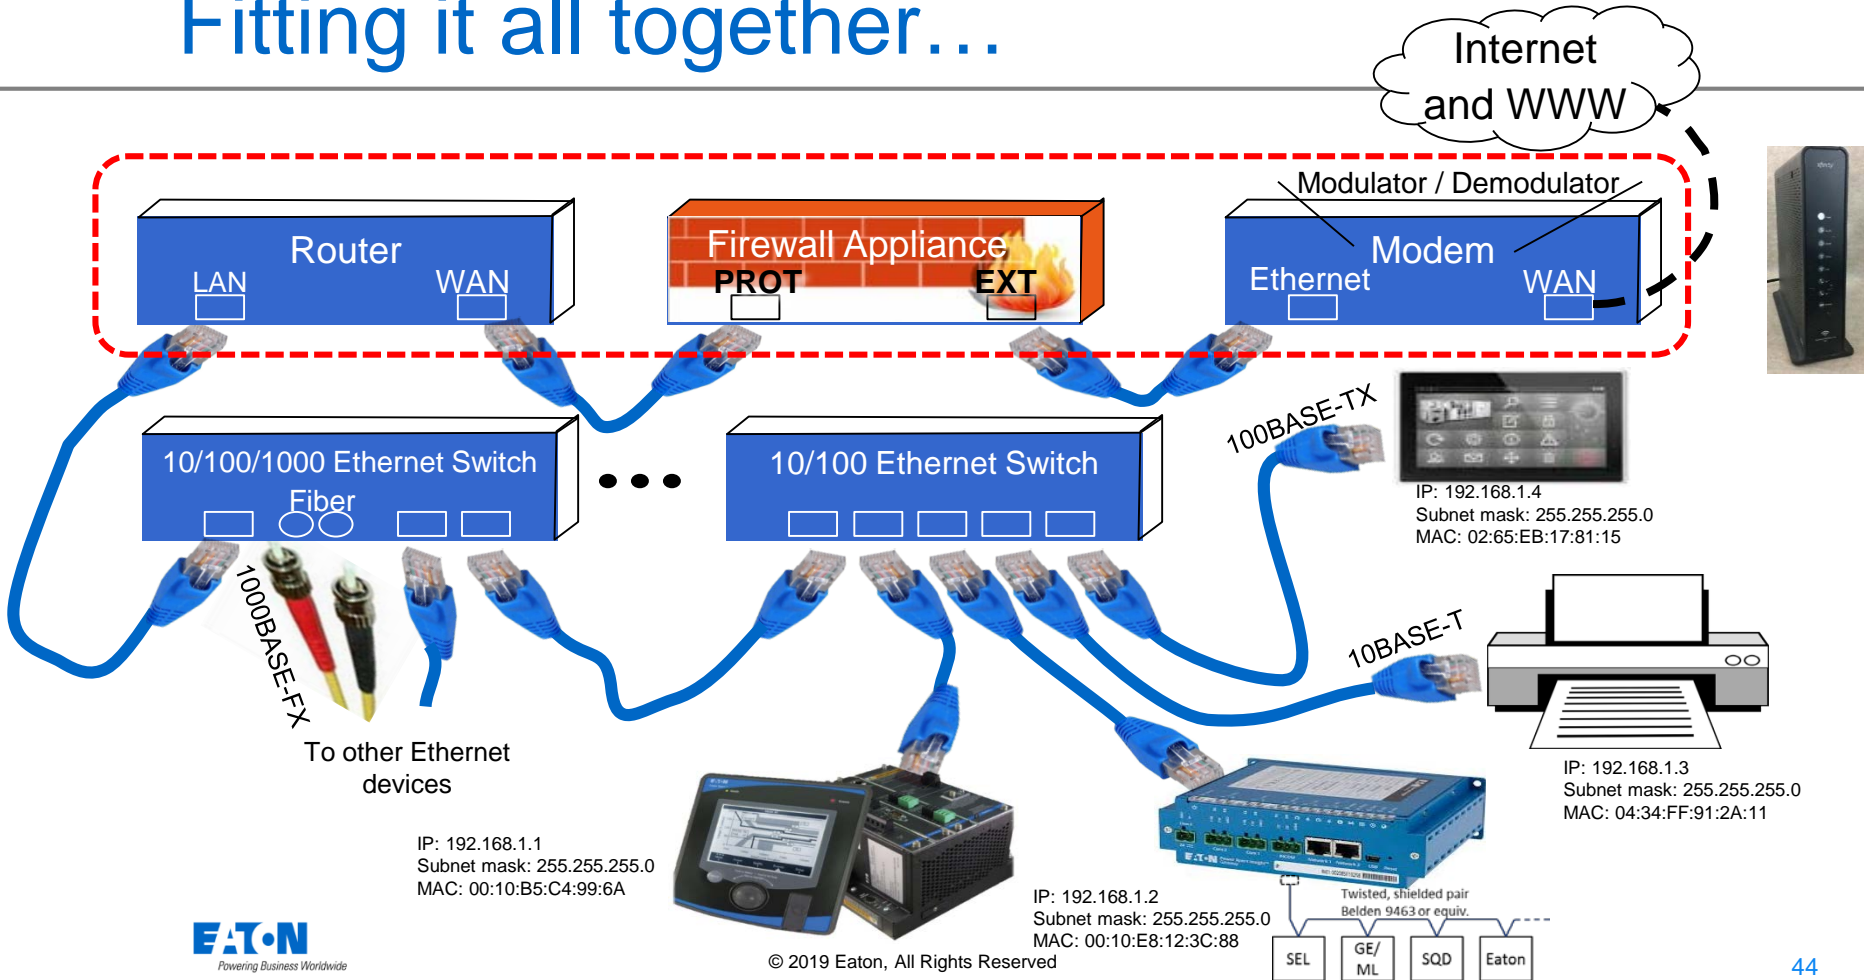 Fitting it all together…
Internet
and WWW
Modulator / Demodulator
Router
LAN
WAN
Firewall Appliance
PROT
EXT
Modem
Ethernet
WAN
10/100/1000 Ethernet Switch
Fiber
10/100 Ethernet Switch
100BASE-TX
IP: 192.168.1.4
Subnet mask: 255.255.255.0
MAC: 02:65:EB:17:81:15
1000BASE-FX
10BASE-T
To other Ethernet
devices
IP: 192.168.1.3
Subnet mask: 255.255.255.0
MAC: 04:34:FF:91:2A:11
IP: 192.168.1.1
Subnet mask: 255.255.255.0
MAC: 00:10:B5:C4:99:6A
IP: 192.168.1.2
Subnet mask: 255.255.255.0
MAC: 00:10:E8:12:3C:88
Twisted, shielded pair
Belden 9463 or equiv.
SEL
GE/
ML
SQD
Eaton
EATON
Powering Business Worldwide
© 2019 Eaton, All Rights Reserved
44